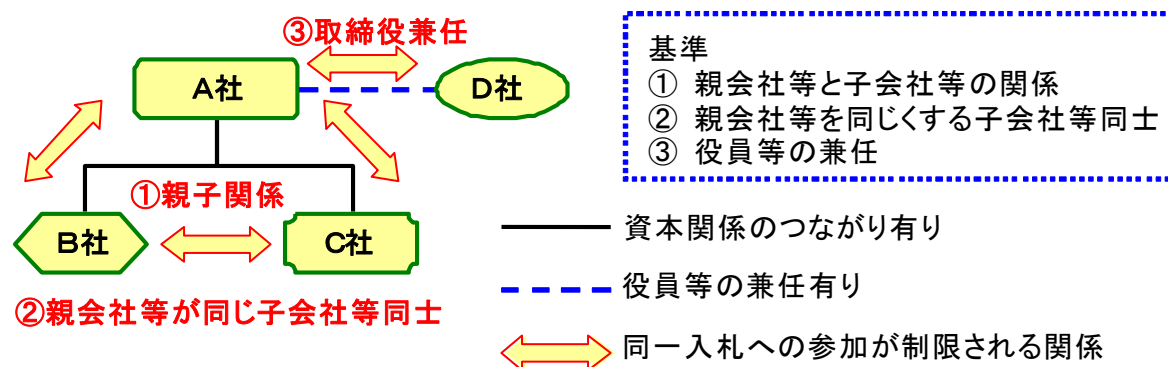 ③取締役兼任
A社
D社
①親子関係
B社
C社
②親会社等が同じ子会社等同士
基準
① 親会社等と子会社等の関係
② 親会社等を同じくする子会社等同士
③ 役員等の兼任
資本関係のつながり有り
役員等の兼任有り
同一入札への参加が制限される関係